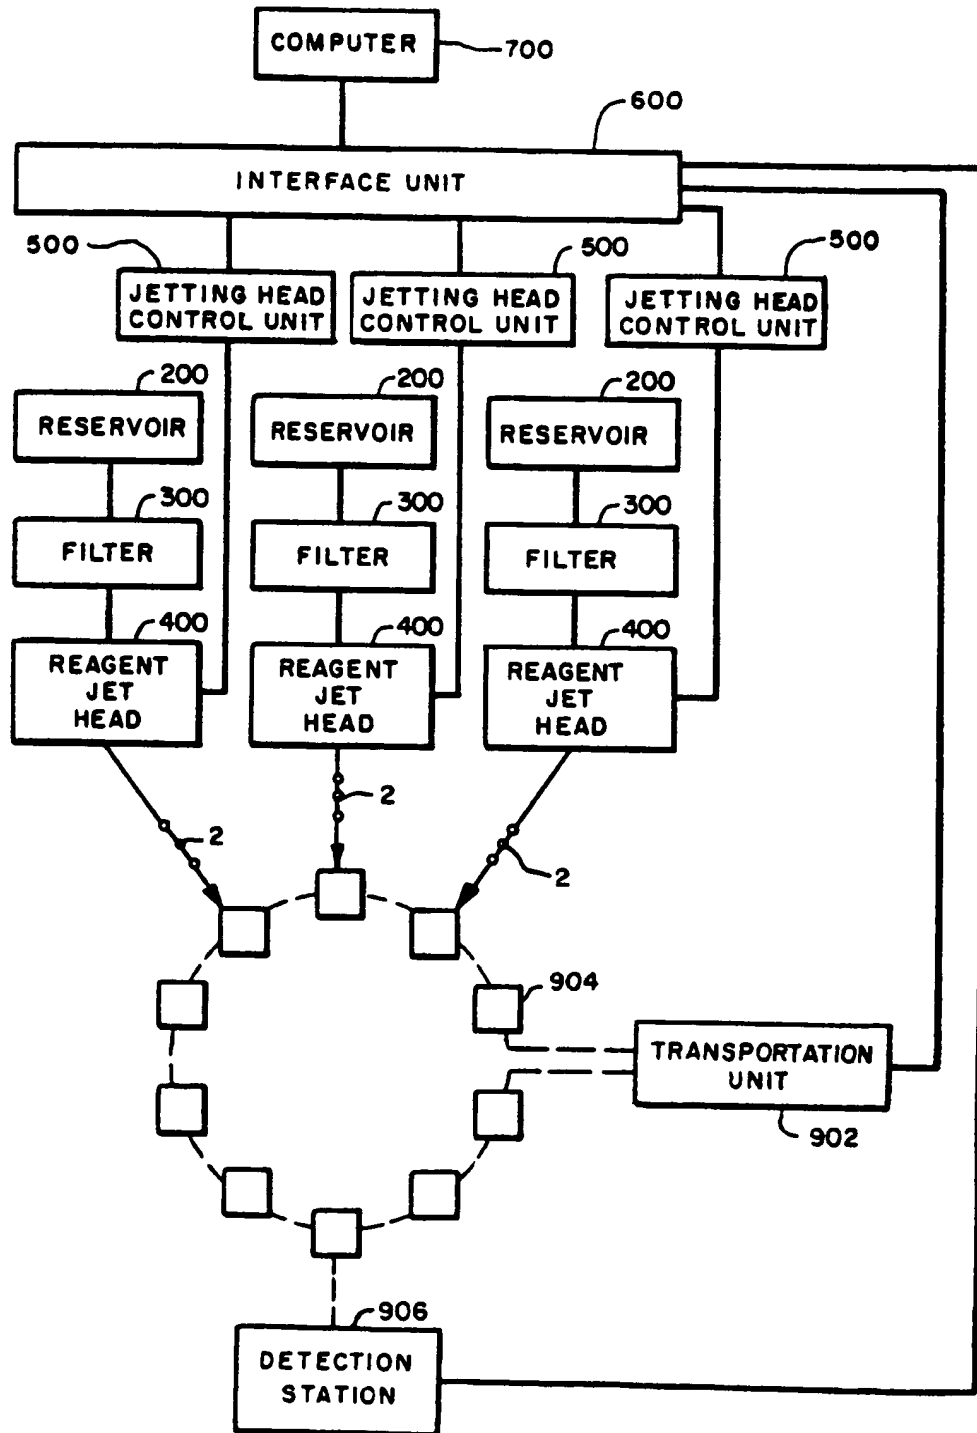 COMPUTER
700
600
INTERFACE UNIT
500
500
500
JETTING HEAD
CONTROL UNIT
JETTING HEAD
CONTROL UNIT
JETTING HEAD
CONTROL UNIT
200
200
200
RESERVOIR
RESERVOIR
RESERVOIR
300
300
300
FILTER
FILTER
FILTER
400
400
400
REAGENT
JET
HEAD
REAGENT
JET
HEAD
REAGENT
JET
HEAD
2
2
2
904
TRANSPORTATION
UNIT
902
906
DETECTION
STATION